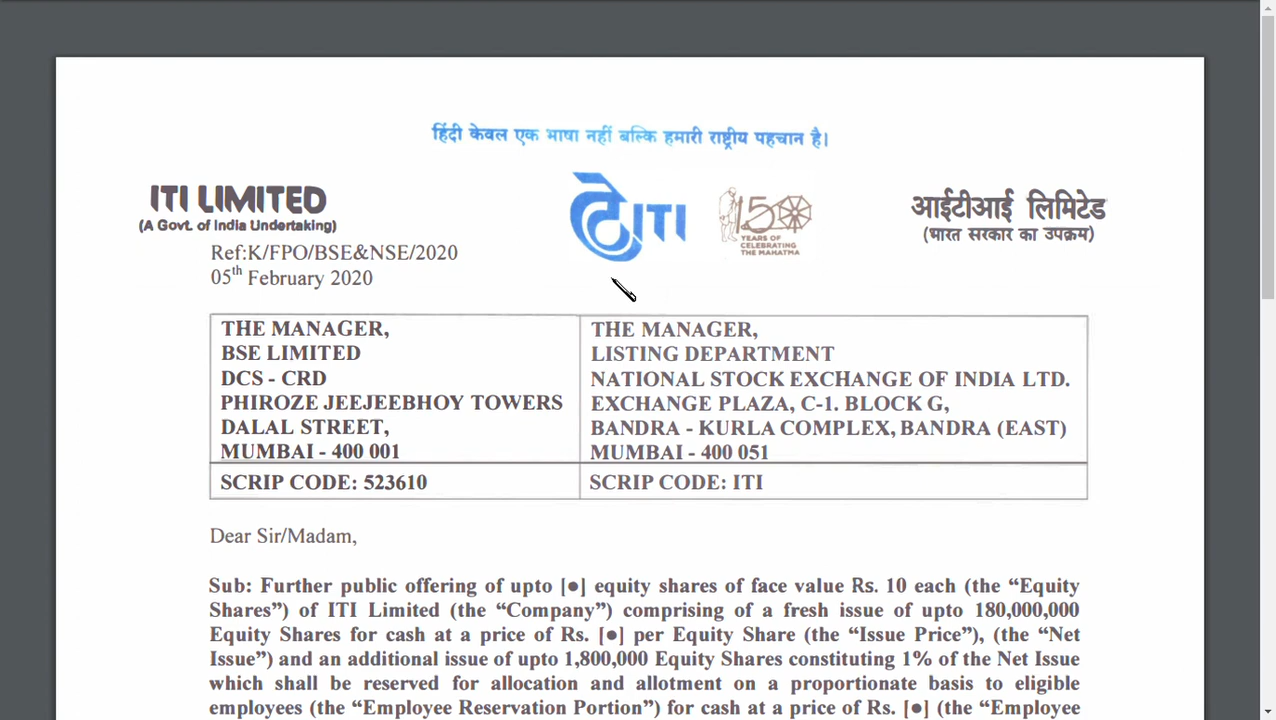 हिंदी केवल एक भाषा नहीं बल्कि हमारी राष्ट्रीय पहचान है।
ITI LIMITED
(A Govt. of India Undertaking)
ITI
150
YEARS OF
CELEBRATING
THE MAHATMA
आईटीआई लिमिटेड
(भारत सरकार का उपक्रम)
Ref:K/FPO/BSE&NSE/2020
05th February 2020
THE MANAGER,
BSE LIMITED
DCS - CRD
PHIROZE JEEJEEBHOY TOWERS
DALAL STREET,
MUMBAI - 400 001
THE MANAGER,
LISTING DEPARTMENT
NATIONAL STOCK EXCHANGE OF INDIA LTD.
EXCHANGE PLAZA, C-1. BLOCK G,
BANDRA - KURLA COMPLEX, BANDRA (EAST)
MUMBAI - 400 051
SCRIP CODE: 523610
SCRIP CODE: ITI
Dear Sir/Madam,
Sub: Further public offering of upto [●] equity shares of face value Rs. 10 each (the “Equity
Shares”) of ITI Limited (the “Company”) comprising of a fresh issue of upto 180,000,000
Equity Shares for cash at a price of Rs. [●] per Equity Share (the “Issue Price”), (the “Net
Issue”) and an additional issue of upto 1,800,000 Equity Shares constituting 1% of the Net Issue
which shall be reserved for allocation and allotment on a proportionate basis to eligible
employees (the “Employee Reservation Portion”) for cash at a price of Rs. [●] (the “Employee